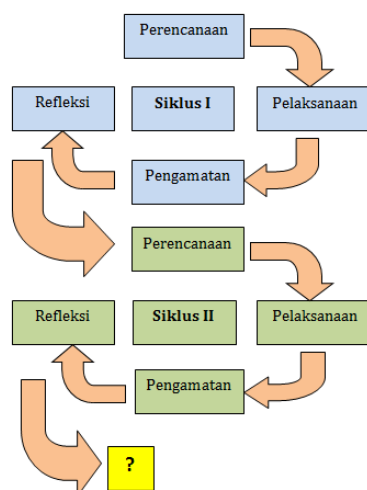 Perencanaan
Refleksi
Siklus I
Pelaksanaan
Pengamatan
Perencanaan
Refleksi
Siklus II
Pelaksanaan
Pengamatan
?